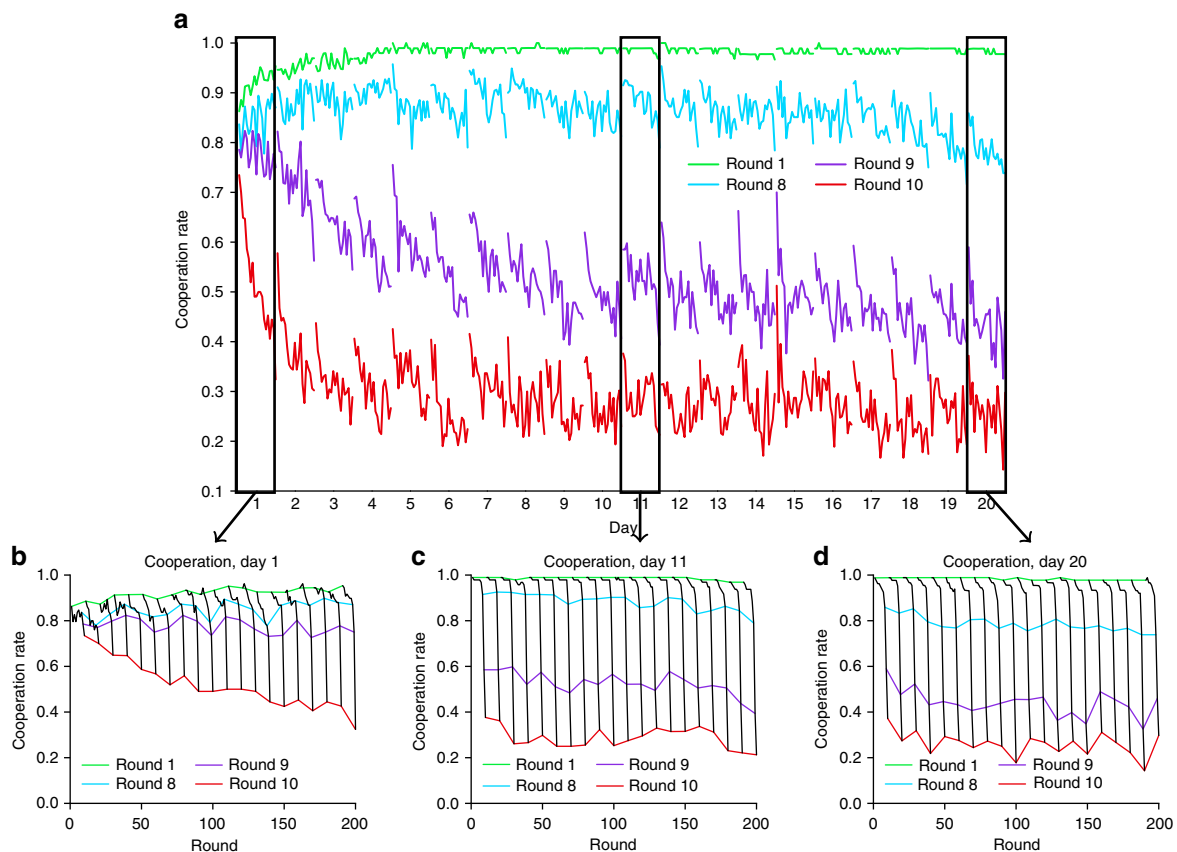 a
1.0
0.9
0.8
0.7
0.6
0.5
0.4
0.3
0.2
0.1
Cooperation rate
Round 1
Round 9
Round 8
Round 10
1 2 3 4 5 6 7 8 9 10 11 12 13 14 15 16 17 18 19 20
Day
b
Cooperation, day 1
1.0
0.8
0.6
0.4
0.2
0.0
Cooperation rate
Round 1
Round 9
Round 8
Round 10
0 50 100 150 200
Round
c
Cooperation, day 11
1.0
0.8
0.6
0.4
0.2
0.0
Cooperation rate
Round 1
Round 9
Round 8
Round 10
0 50 100 150 200
Round
d
Cooperation, day 20
1.0
0.8
0.6
0.4
0.2
0.0
Cooperation rate
Round 1
Round 9
Round 8
Round 10
0 50 100 150 200
Round